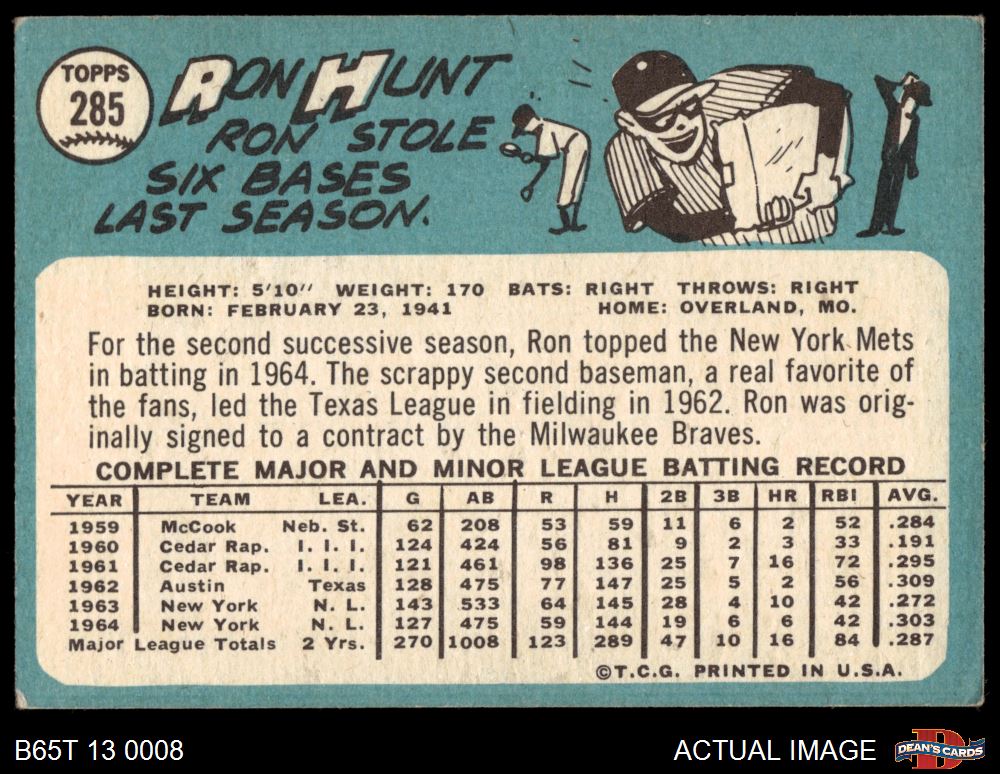 TOPPS
285
RON HUNT
RON STOLE
SIX BASES
LAST SEASON.
HEIGHT: 5'10" WEIGHT: 170 BATS: RIGHT THROWS: RIGHT
BORN: FEBRUARY 23, 1941 HOME: OVERLAND, MO.
For the second successive season, Ron topped the New York Mets
in batting in 1964. The scrappy second baseman, a real favorite of
the fans, led the Texas League in fielding in 1962. Ron was orig-
inally signed to a contract by the Milwaukee Braves.
COMPLETE MAJOR AND MINOR LEAGUE BATTING RECORD
YEAR TEAM LEA. G AB R H 2B 3B HR RBI AVG.
1959 McCook Neb. St. 62 208 53 59 11 6 2 52 .284
1960 Cedar Rap. I. I. I. 124 424 56 81 9 2 3 33 .191
1961 Cedar Rap. I. I. I. 121 461 98 136 25 7 16 72 .295
1962 Austin Texas 128 475 77 147 25 5 2 56 .309
1963 New York N. L. 143 533 64 145 28 4 10 42 .272
1964 New York N. L. 127 475 59 144 19 6 6 42 .303
Major League Totals 2 Yrs. 270 1008 123 289 47 10 16 84 .287
©T.C.G. PRINTED IN U.S.A.
B65T 13 0008 ACTUAL IMAGE D DEAN'S CARDS